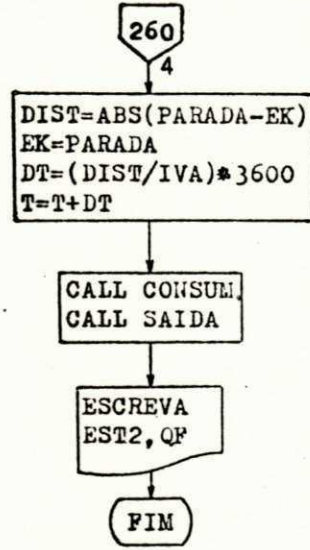 260
4
DIST=ABS(PARADA-EK)
EK=PARADA
DT=(DIST/IVA)*3600
T=T+DT
CALL CONSUM.
CALL SAIDA
ESCREVA
EST2,QF
FIM